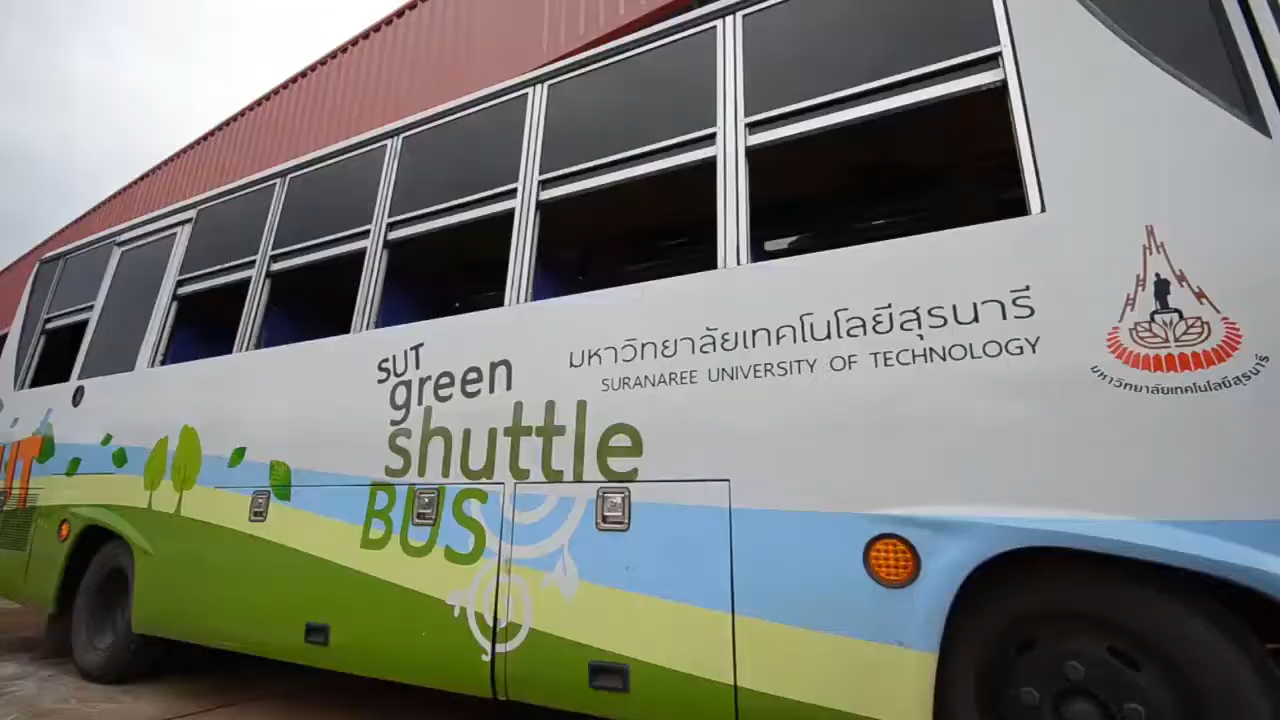 SUT
green
shuttle
BUS
มหาวิทยาลัยเทคโนโลยีสุรนารี
SURANAREE UNIVERSITY OF TECHNOLOGY
มหาวิทยาลัยเทคโนโลยีสุรนารี